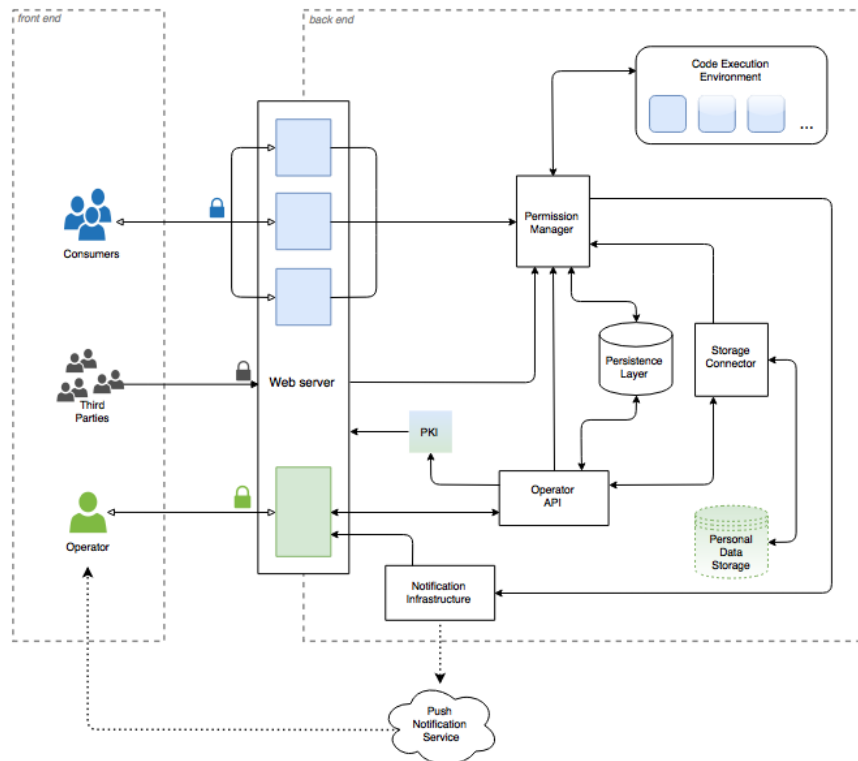 front end
back end
Code Execution
Environment
...
Permission
Manager
Consumers
Persistence
Layer
Storage
Connector
Web server
Third
Parties
PKI
Operator
API
Operator
Personal
Data
Storage
Notification
Infrastructure
Push
Notification
Service